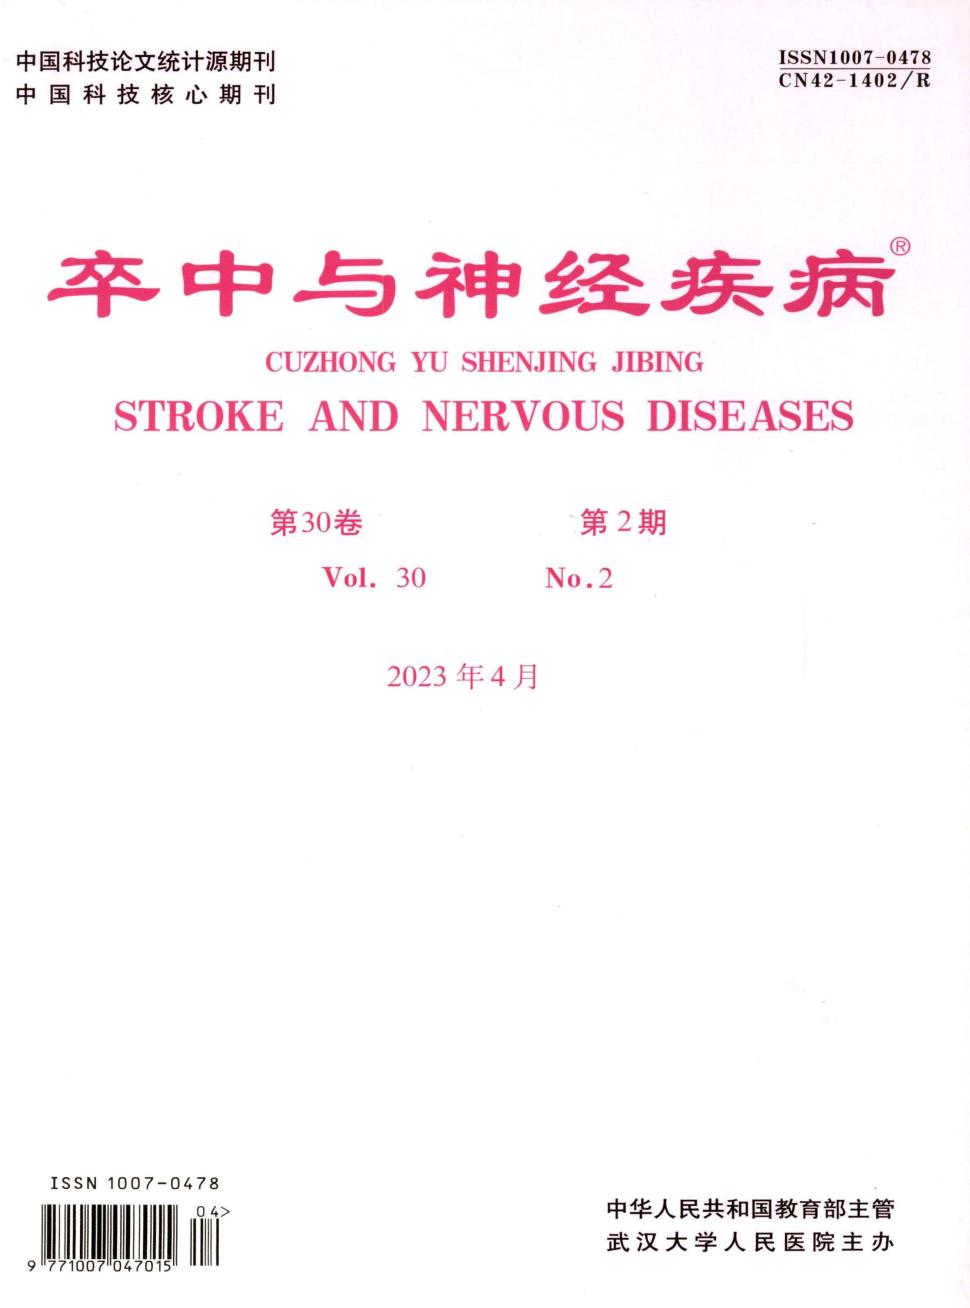 中国科技论文统计源期刊
中国科技核心期刊
ISSN1007-0478
CN42-1402/R
卒中与神经疾病®
CUZHONG YU SHENJING JIBING
STROKE AND NERVOUS DISEASES
第30卷 第2期
Vol. 30 No.2
2023年4月
ISSN 1007-0478
04>
9 771007 047015
中华人民共和国教育部主管
武汉大学人民医院主办